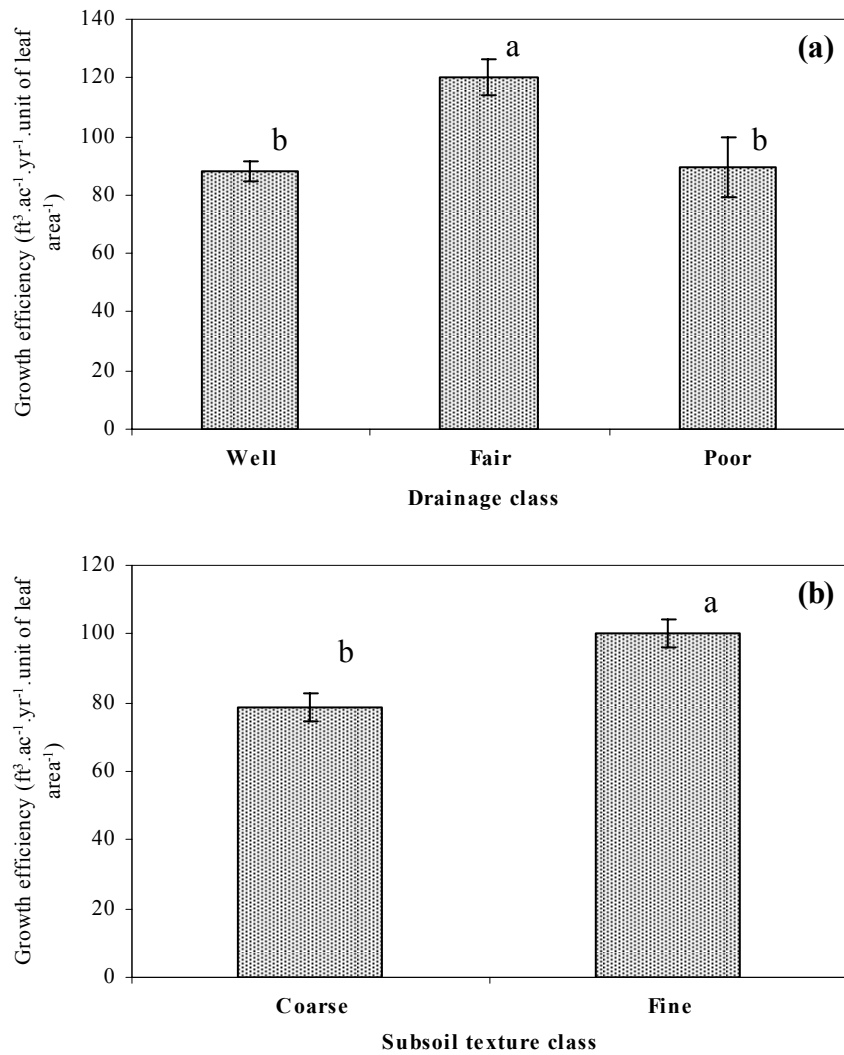 Growth efficiency (ft³.ac⁻¹.yr⁻¹.unit of leaf
area⁻¹)
140
120
100
80
60
40
20
0
(a)
b
a
b
Well Fair Poor
Drainage class
Growth efficiency (ft³.ac⁻¹.yr⁻¹.unit of leaf
area⁻¹)
120
100
80
60
40
20
0
(b)
b
a
Coarse Fine
Subsoil texture class